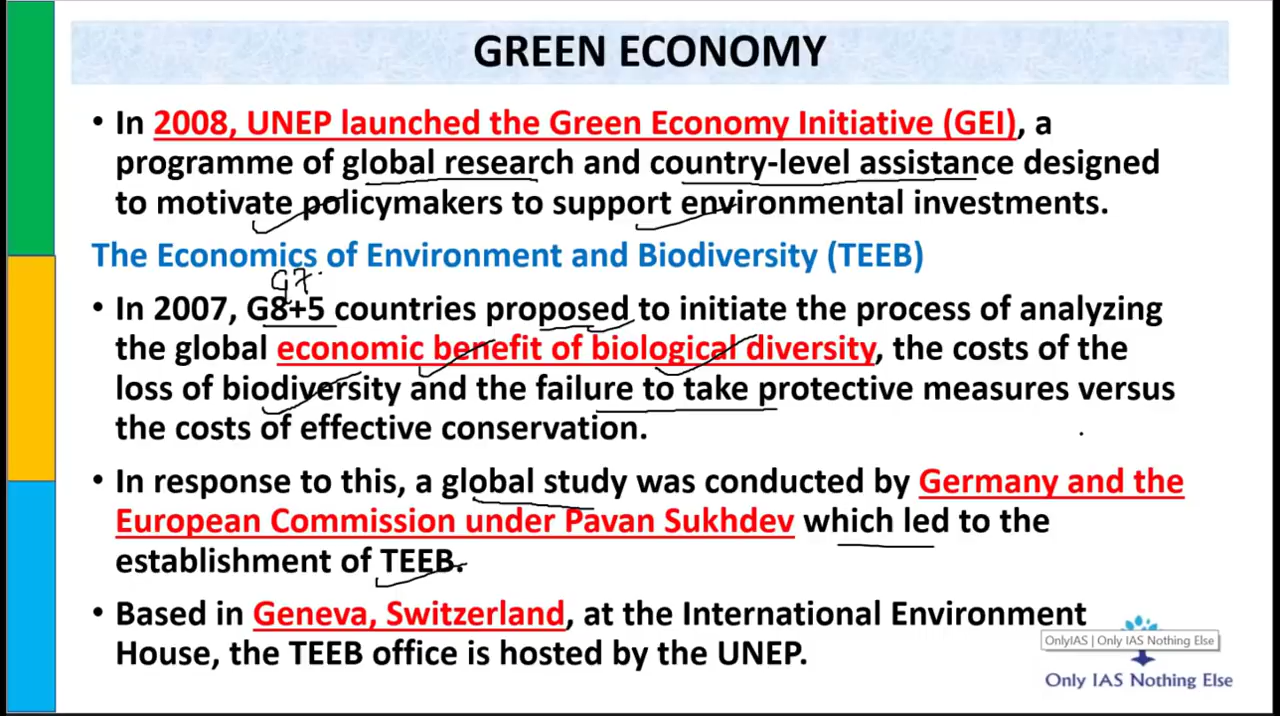 GREEN ECONOMY
• In 2008, UNEP launched the Green Economy Initiative (GEI), a
programme of global research and country-level assistance designed
to motivate policymakers to support environmental investments.
The Economics of Environment and Biodiversity (TEEB)
G7
• In 2007, G8+5 countries proposed to initiate the process of analyzing
the global economic benefit of biological diversity, the costs of the
loss of biodiversity and the failure to take protective measures versus
the costs of effective conservation.
• In response to this, a global study was conducted by Germany and the
European Commission under Pavan Sukhdev which led to the
establishment of TEEB.
• Based in Geneva, Switzerland, at the International Environment
House, the TEEB office is hosted by the UNEP.
OnlyIAS | Only IAS Nothing Else
Only IAS Nothing Else